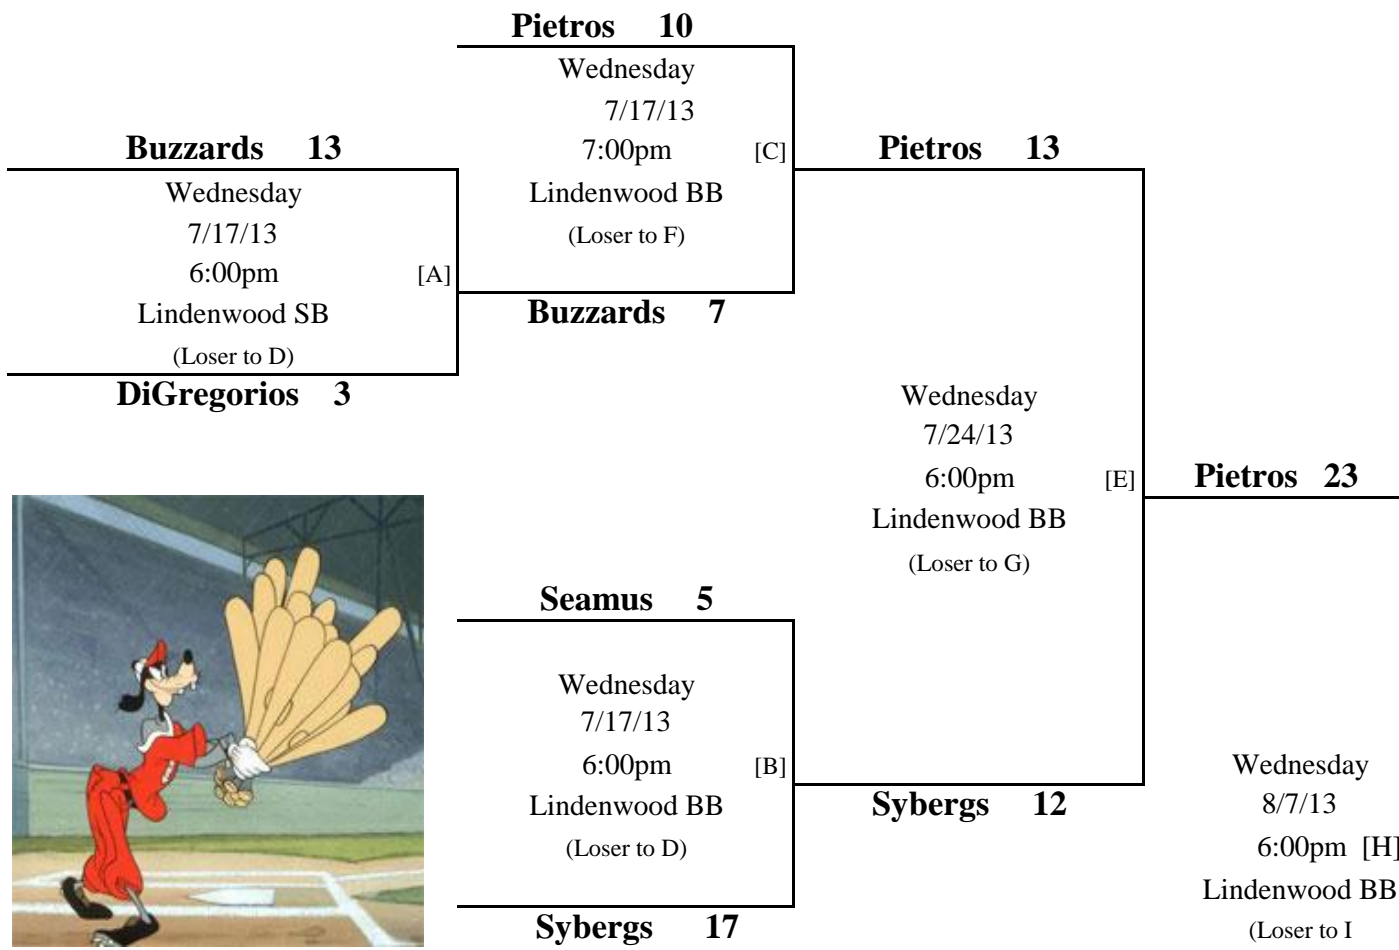 Pietros 10
Wednesday
7/17/13
7:00pm [C]
Lindenwood BB
(Loser to F)
Buzzards 7
Buzzards 13
Wednesday
7/17/13
6:00pm [A]
Lindenwood SB
(Loser to D)
DiGregorios 3
Pietros 13
Wednesday
7/24/13
6:00pm [E]
Lindenwood BB
(Loser to G)
Sybergs 12
Seamus 5
Wednesday
7/17/13
6:00pm [B]
Lindenwood BB
(Loser to D)
Sybergs 17
Pietros 23
Wednesday
8/7/13
6:00pm [H]
Lindenwood BB
(Loser to I